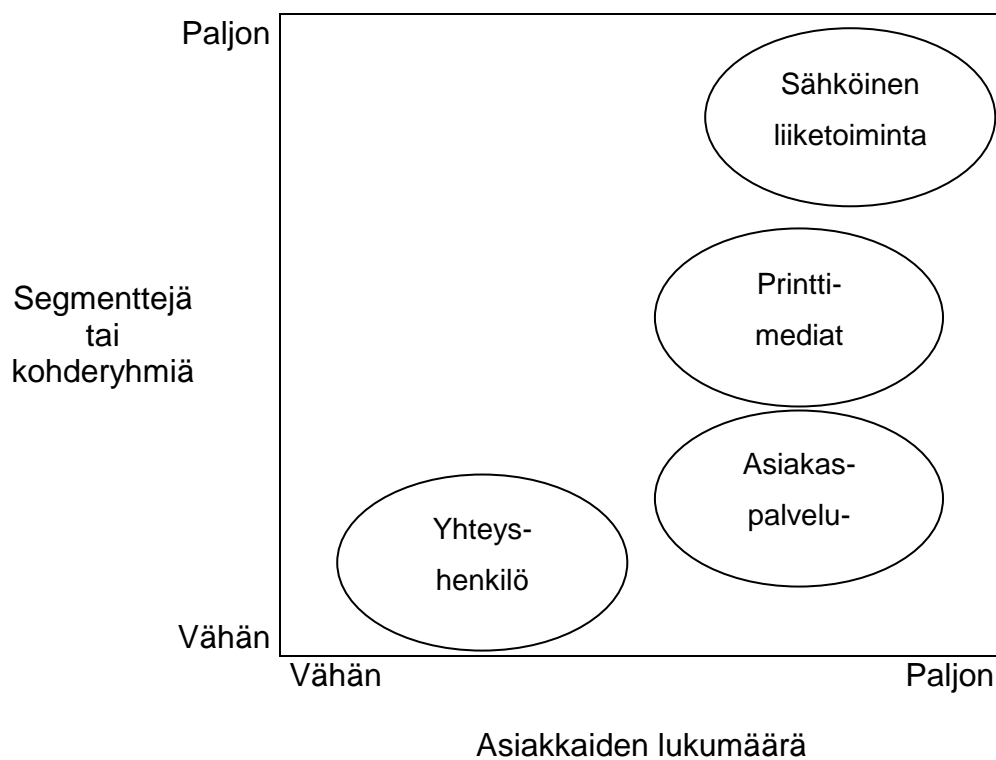 Paljon
Sähköinen
liiketoiminta
Printti-
mediat
Segmenttejä
tai
kohderyhmiä
Asiakas-
palvelu-
Yhteys-
henkilö
Vähän
Vähän
Paljon
Asiakkaiden lukumäärä